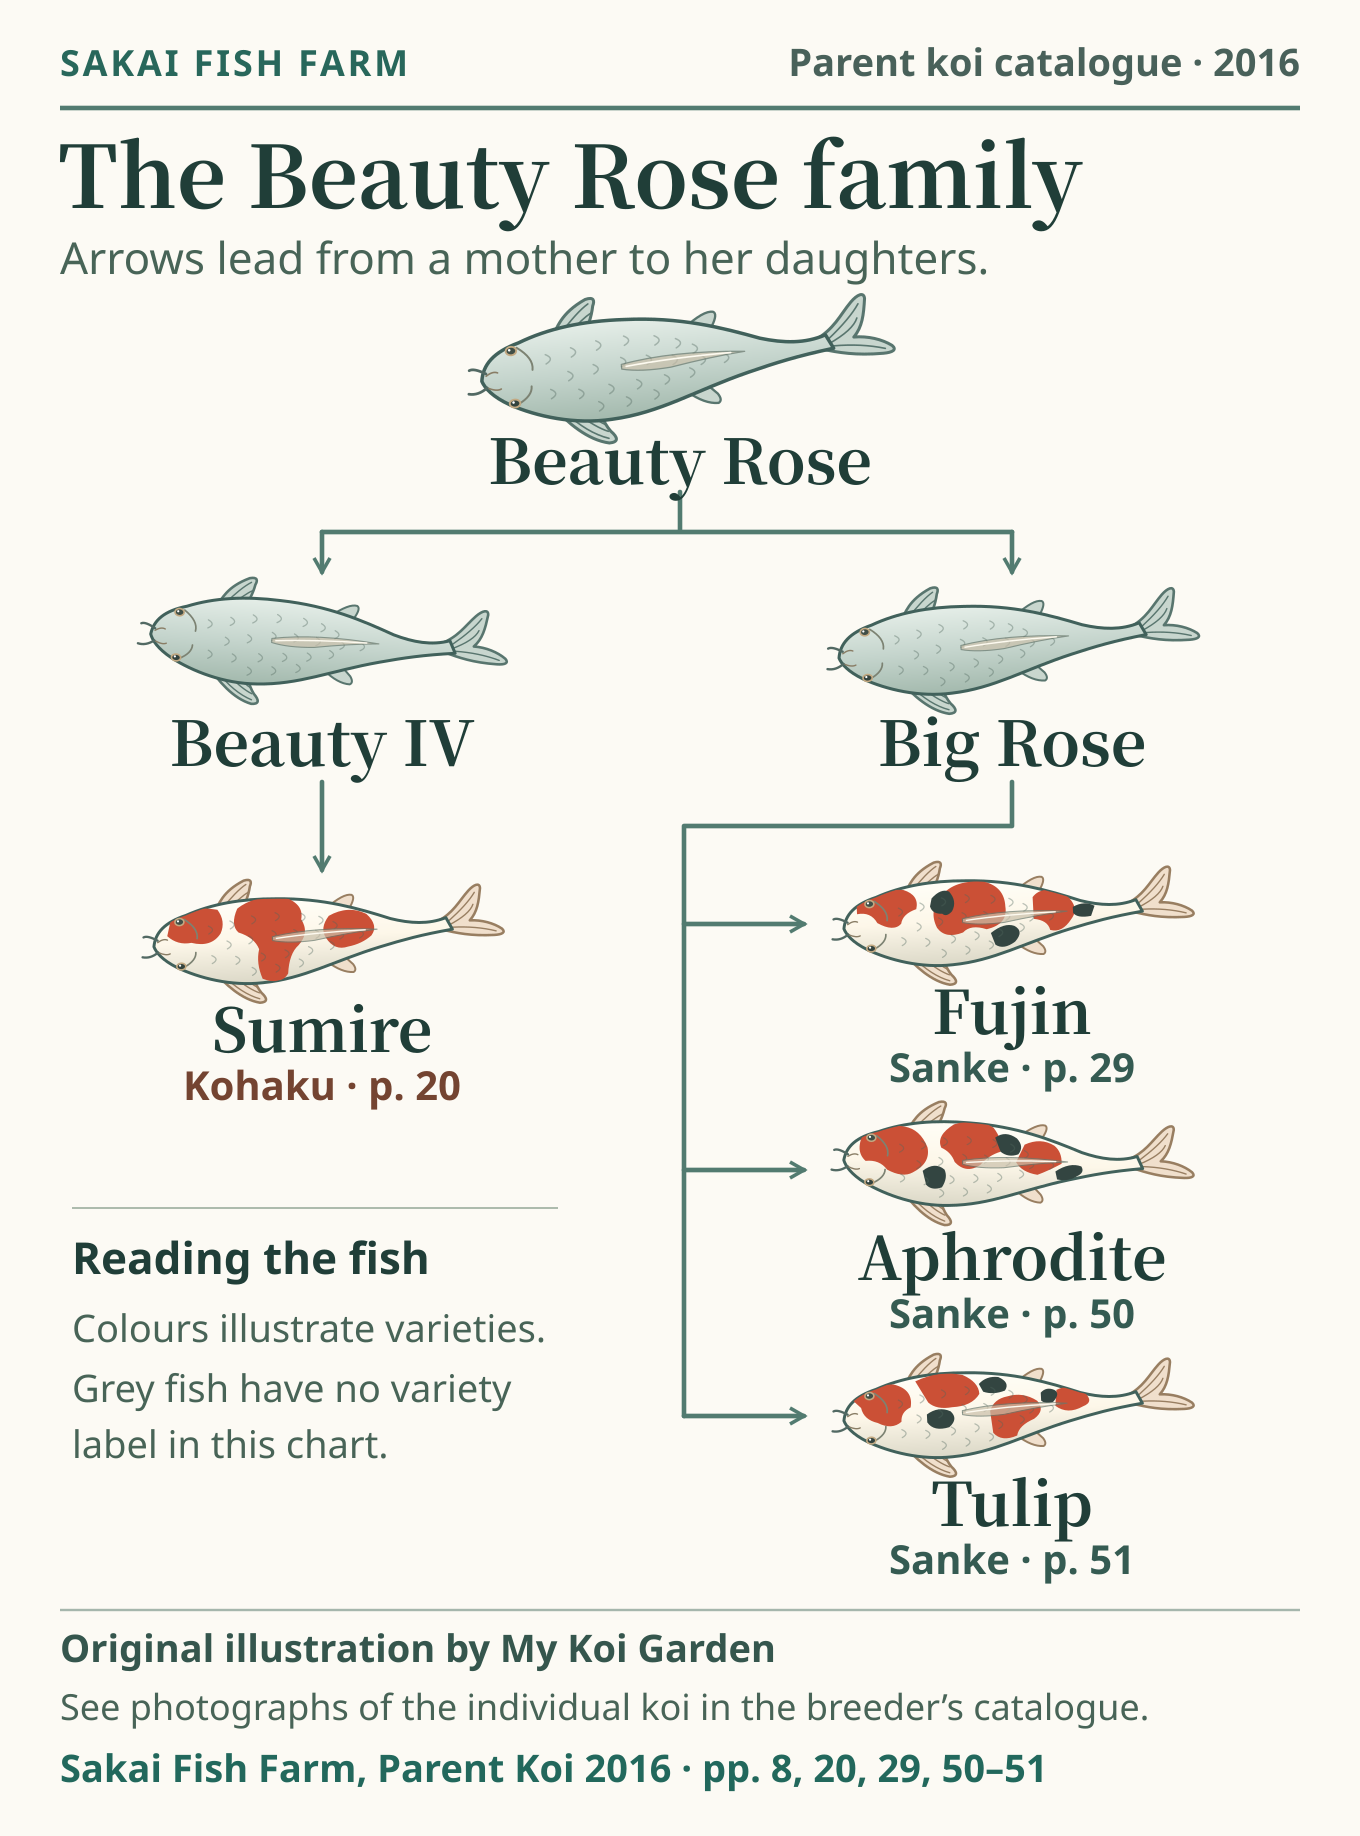 SAKAI FISH FARM
Parent koi catalogue · 2016
The Beauty Rose family
Arrows lead from a mother to her daughters.
Beauty Rose
Beauty IV
Big Rose
Sumire
Kohaku · p. 20
Fujin
Sanke · p. 29
Aphrodite
Sanke · p. 50
Tulip
Sanke · p. 51
Reading the fish
Colours illustrate varieties.
Grey fish have no variety
label in this chart.
Original illustration by My Koi Garden
See photographs of the individual koi in the breeder’s catalogue.
Sakai Fish Farm, Parent Koi 2016 · pp. 8, 20, 29, 50–51